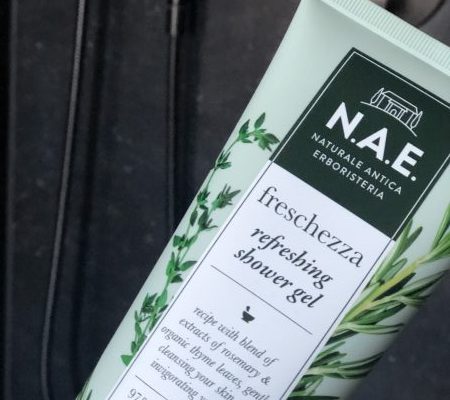 N.A.E.
NATURALE ANTICA
ERBORISTERIA
freschezza
refreshing
shower gel
recipe with blend of
extracts of rosemary &
organic thyme leaves,
cleansing your skin
invigorating